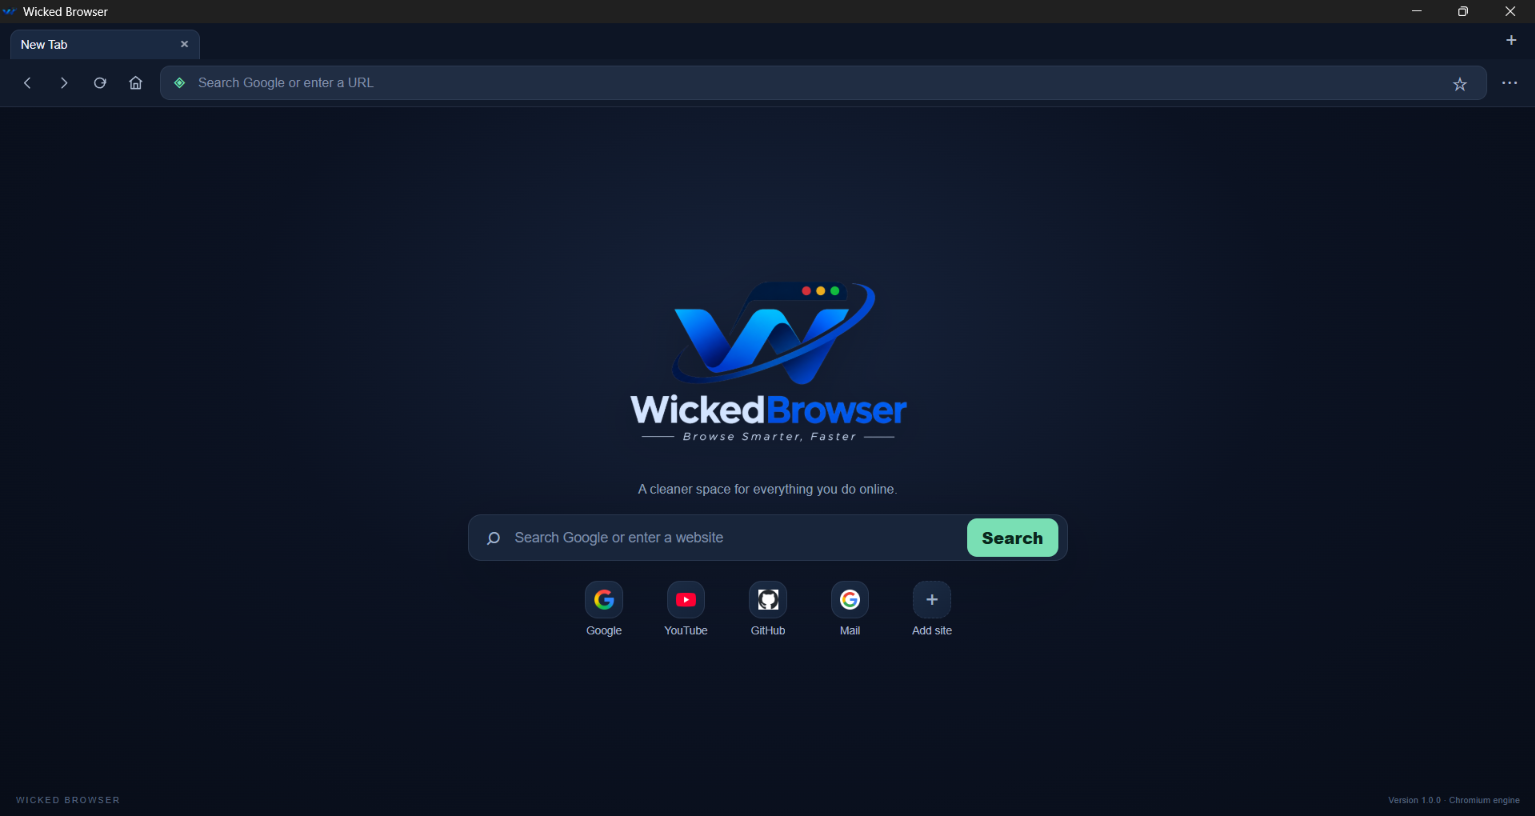 Wicked Browser
New Tab
Search Google or enter a URL
WickedBrowser
Browse Smarter, Faster
A cleaner space for everything you do online.
Search Google or enter a website
Search
Google
YouTube
GitHub
Mail
Add site
WICKED BROWSER
Version 1.0.0 · Chromium engine